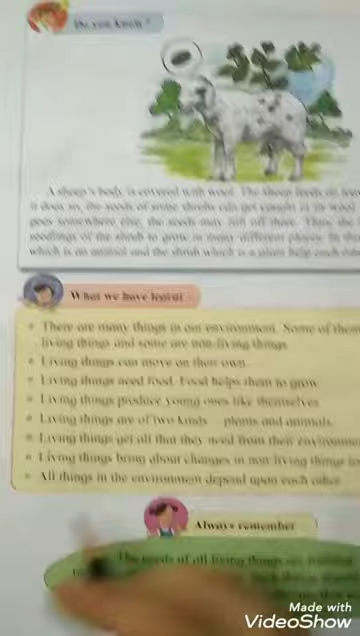 Do you know?
A sheep's body is covered with wool. The sheep feeds on
it does so, the seeds of some shrubs can get caught in its wool
goes somewhere else, the seeds may fall off there. Thus the
seedlings of the shrub to grow in many different places. In this
which is an animal and the shrub which is a plant help each
What we have learnt
There are many things in our environment. Some of them
living things and some are non-living things.
Living things can move on their own.
Living things need food. Food helps them to grow.
Living things produce young ones like themselves.
Living things are of two kinds - plants and animals.
Living things get all that they need from their
Living things bring about changes in non-living things
All things in the environment depend upon each other.
Always remember
The needs of all living things are
Made with
VideoShow